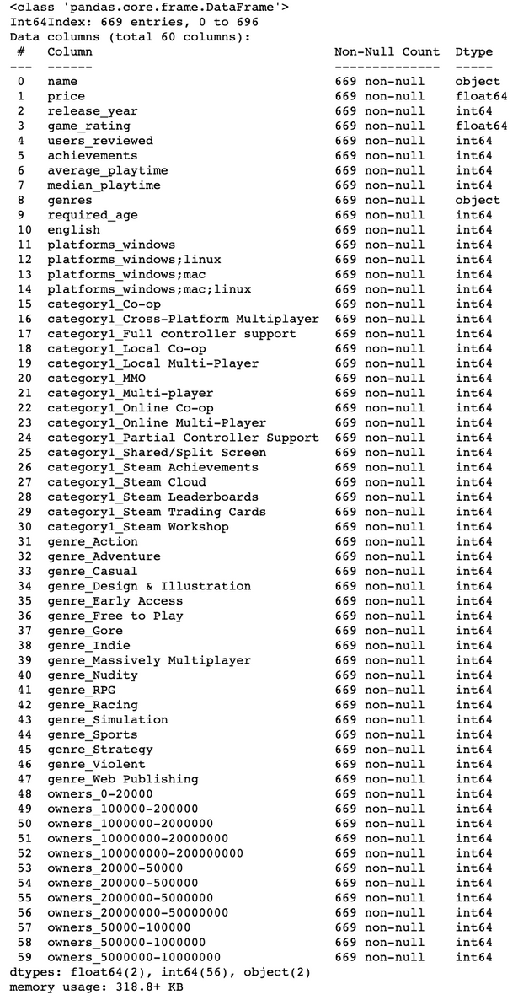 <class 'pandas.core.frame.DataFrame'>
Int64Index: 669 entries, 0 to 696
Data columns (total 60 columns):
 #   Column                              Non-Null Count  Dtype
---  ------                              --------------  -----
 0   name                                669 non-null    object
 1   price                               669 non-null    float64
 2   release_year                        669 non-null    int64
 3   game_rating                         669 non-null    float64
 4   users_reviewed                      669 non-null    int64
 5   achievements                        669 non-null    int64
 6   average_playtime                    669 non-null    int64
 7   median_playtime                     669 non-null    int64
 8   genres                              669 non-null    object
 9   required_age                        669 non-null    int64
 10  english                             669 non-null    int64
 11  platforms_windows                   669 non-null    int64
 12  platforms_windows;linux             669 non-null    int64
 13  platforms_windows;mac               669 non-null    int64
 14  platforms_windows;mac;linux         669 non-null    int64
 15  category1_Co-op                     669 non-null    int64
 16  category1_Cross-Platform Multiplayer  669 non-null    int64
 17  category1_Full controller support   669 non-null    int64
 18  category1_Local Co-op               669 non-null    int64
 19  category1_Local Multi-Player        669 non-null    int64
 20  category1_MMO                       669 non-null    int64
 21  category1_Multi-player              669 non-null    int64
 22  category1_Online Co-op              669 non-null    int64
 23  category1_Online Multi-Player       669 non-null    int64
 24  category1_Partial Controller Support  669 non-null    int64
 25  category1_Shared/Split Screen       669 non-null    int64
 26  category1_Steam Achievements        669 non-null    int64
 27  category1_Steam Cloud               669 non-null    int64
 28  category1_Steam Leaderboards        669 non-null    int64
 29  category1_Steam Trading Cards       669 non-null    int64
 30  category1_Steam Workshop            669 non-null    int64
 31  genre_Action                        669 non-null    int64
 32  genre_Adventure                     669 non-null    int64
 33  genre_Casual                        669 non-null    int64
 34  genre_Design & Illustration         669 non-null    int64
 35  genre_Early Access                  669 non-null    int64
 36  genre_Free to Play                  669 non-null    int64
 37  genre_Gore                          669 non-null    int64
 38  genre_Indie                         669 non-null    int64
 39  genre_Massively Multiplayer         669 non-null    int64
 40  genre_Nudity                        669 non-null    int64
 41  genre_RPG                           669 non-null    int64
 42  genre_Racing                        669 non-null    int64
 43  genre_Simulation                    669 non-null    int64
 44  genre_Sports                        669 non-null    int64
 45  genre_Strategy                      669 non-null    int64
 46  genre_Violent                       669 non-null    int64
 47  genre_Web Publishing                669 non-null    int64
 48  owners_0-20000                      669 non-null    int64
 49  owners_100000-200000                669 non-null    int64
 50  owners_1000000-2000000              669 non-null    int64
 51  owners_10000000-20000000            669 non-null    int64
 52  owners_100000000-200000000          669 non-null    int64
 53  owners_20000-50000                  669 non-null    int64
 54  owners_200000-500000                669 non-null    int64
 55  owners_2000000-5000000              669 non-null    int64
 56  owners_20000000-50000000            669 non-null    int64
 57  owners_50000-100000                 669 non-null    int64
 58  owners_500000-1000000               669 non-null    int64
 59  owners_5000000-10000000             669 non-null    int64
dtypes: float64(2), int64(56), object(2)
memory usage: 318.8+ KB